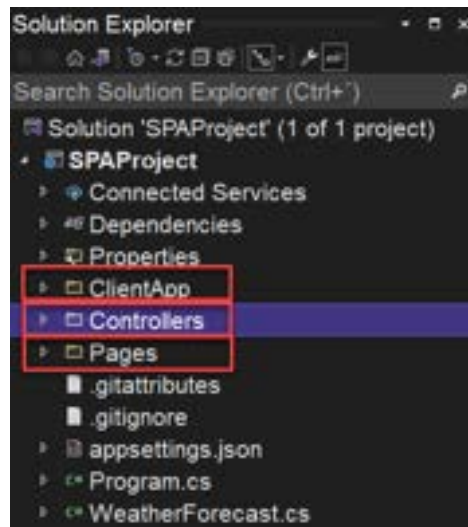 Solution Explorer
Search Solution Explorer (Ctrl+¨)
Solution 'SPAProject' (1 of 1 project)
SPAProject
Connected Services
Dependencies
Properties
ClientApp
Controllers
Pages
.gitattributes
.gitignore
appsettings.json
C# Program.cs
C# WeatherForecast.cs